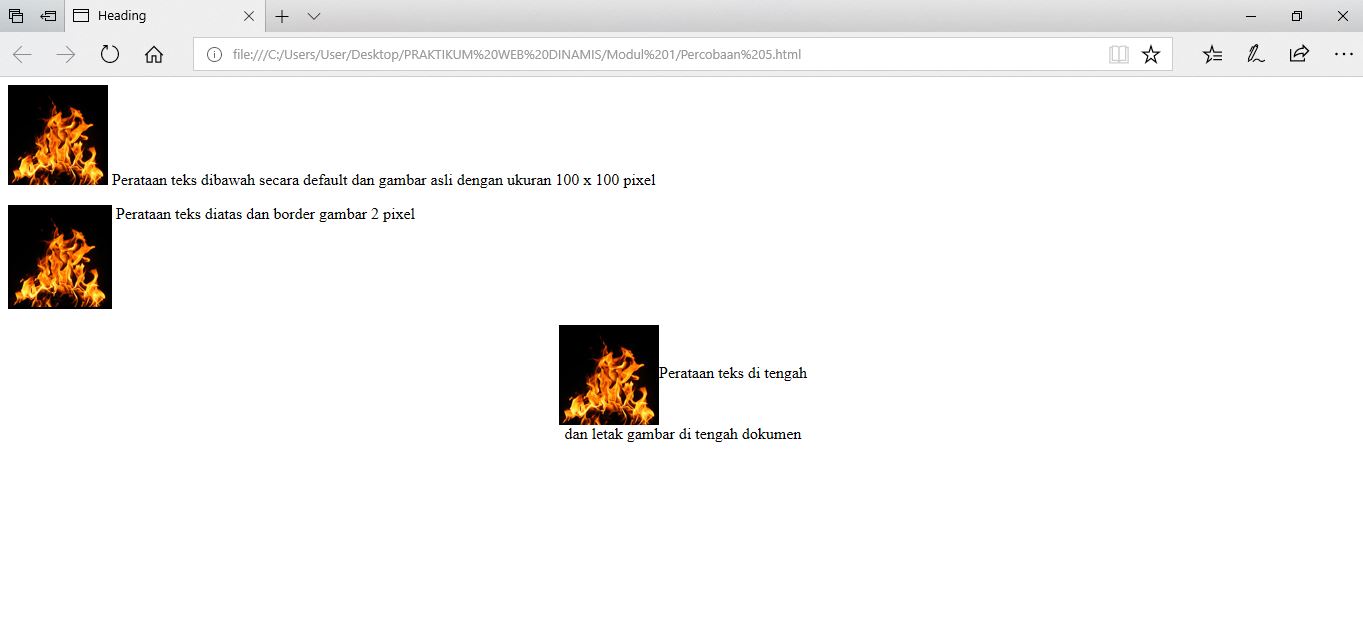 Heading
file:///C:/Users/User/Desktop/PRAKTIKUM%20WEB%20DINAMIS/Modul%201/Percobaan%205.html
Perataan teks dibawah secara default dan gambar asli dengan ukuran 100 x 100 pixel
Perataan teks diatas dan border gambar 2 pixel
Perataan teks di tengah
dan letak gambar di tengah dokumen